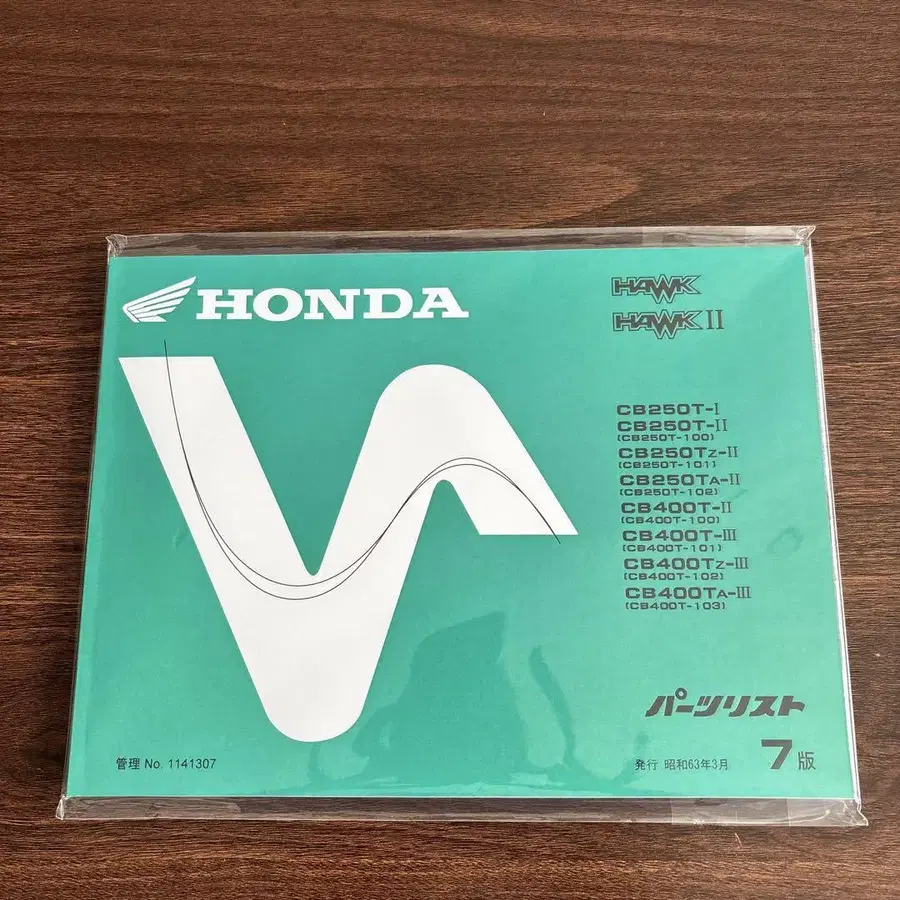 HONDA
HAWK
HAWK II
CB250T-I
CB250T-II
(CB250T-100)
CB250TZ-II
(CB250T-101)
CB250TA-II
(CB250T-102)
CB400T-II
(CB400T-100)
CB400T-III
(CB400T-101)
CB400TZ-III
(CB400T-102)
CB400TA-III
(CB400T-103)
パーツリスト
管理 No. 1141307
発行 昭和63年3月
7版